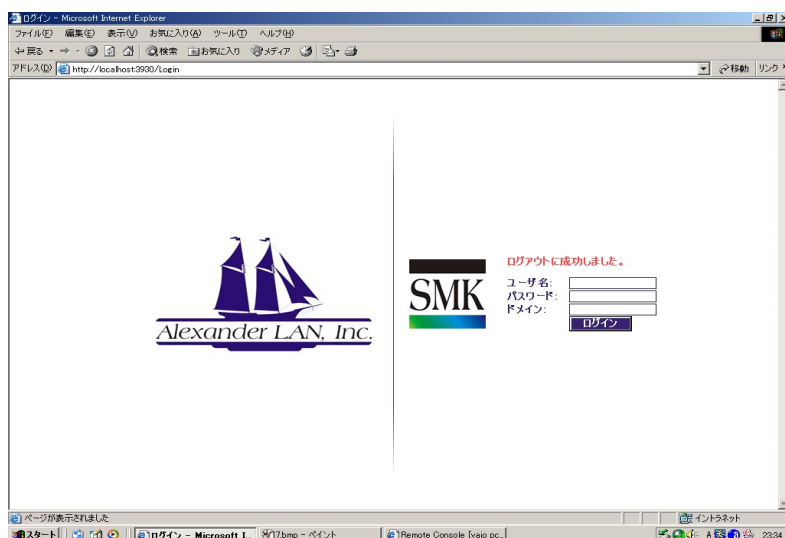 ログイン - Microsoft Internet Explorer
ファイル(F) 編集(E) 表示(V) お気に入り(A) ツール(T) ヘルプ(H)
戻る 検索 お気に入り メディア
アドレス(D) http://localhost:3930/Login 移動 リンク
Alexander LAN, Inc.
SMK
ログアウトに成功しました。
ユーザ名:
パスワード:
ドメイン:
ログイン
ページが表示されました イントラネット
スタート ログイン - Microsoft I... 17.bmp - ペイント Remote Console [vaio pc... A 23:34